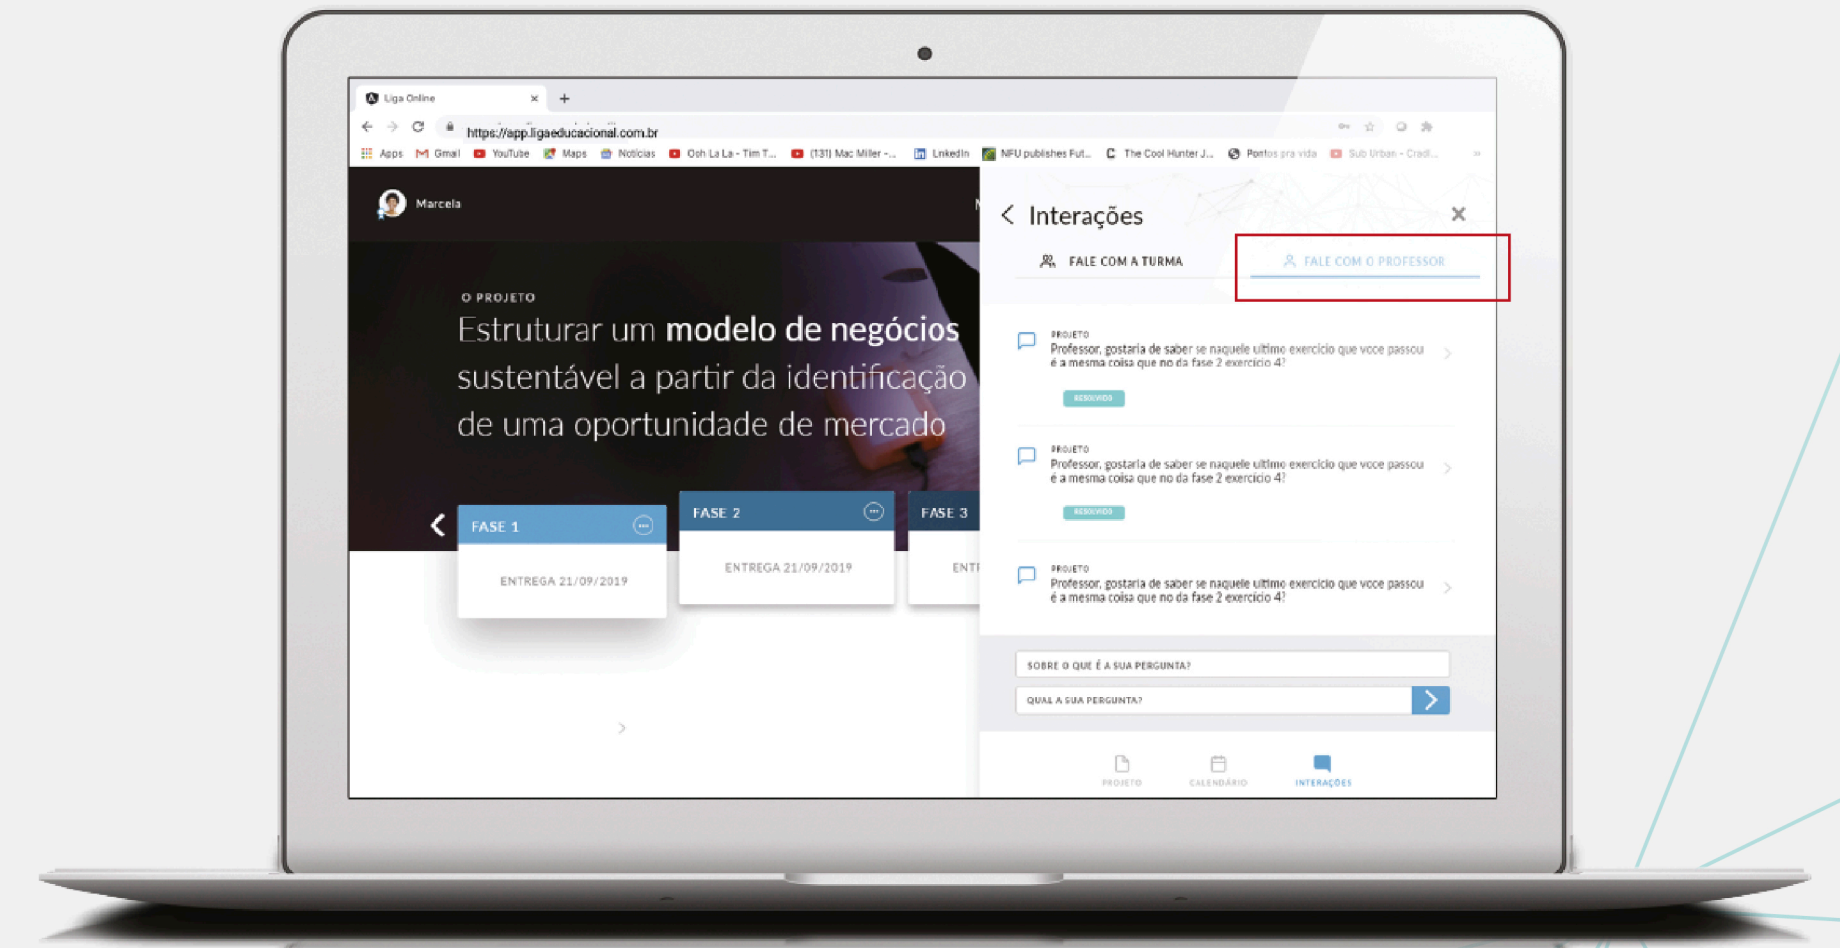 Liga Online
https://app.ligaeducacional.com.br
Apps Gmail YouTube Maps Notícias Ooh La La - Tim T... (131) Mac Miller -... LinkedIn NFU publishes Fut... The Cool Hunter J... Pontos pra vida Sub Urban - Cradl...
Marcela
Interações
FALE COM A TURMA
FALE COM O PROFESSOR
O PROJETO
Estruturar um modelo de negócios
sustentável a partir da identificação
de uma oportunidade de mercado
FASE 1
ENTREGA 21/09/2019
FASE 2
ENTREGA 21/09/2019
FASE 3
PROJETO
Professor, gostaria de saber se naquele ultimo exercício que voce passou
é a mesma coisa que no da fase 2 exercício 4?
RESOLVIDO
PROJETO
Professor, gostaria de saber se naquele ultimo exercício que voce passou
é a mesma coisa que no da fase 2 exercício 4?
RESOLVIDO
PROJETO
Professor, gostaria de saber se naquele ultimo exercício que voce passou
é a mesma coisa que no da fase 2 exercício 4?
SOBRE O QUE É A SUA PERGUNTA?
QUAL A SUA PERGUNTA?
PROJETO
CALENDÁRIO
INTERAÇÕES